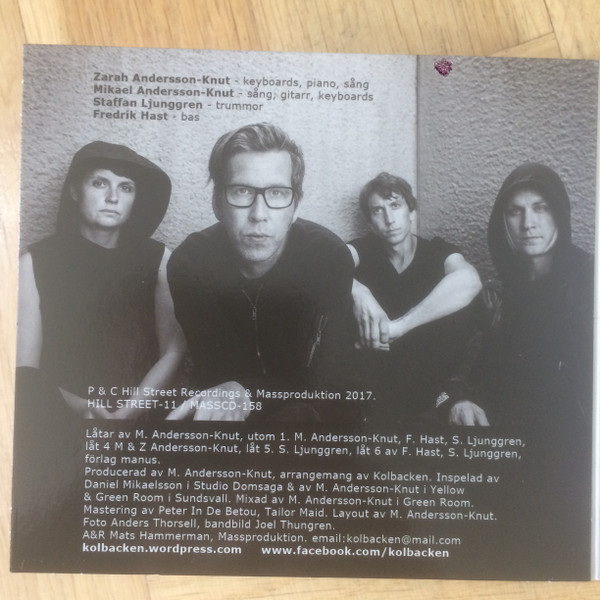 Zarah Andersson-Knut - keyboards, piano, sång
Mikael Andersson-Knut - sång, gitarr, keyboards
Staffan Ljunggren - trummor
Fredrik Hast - bas
P & C Hill Street Recordings & Massproduktion 2017.
HILL STREET-11 / MASSCD-158
Låtar av M. Andersson-Knut, utom 1. M. Andersson-Knut, F. Hast, S. Ljunggren,
låt 4 M & Z Andersson-Knut, låt 5. S. Ljunggren, låt 6 av F. Hast, S. Ljunggren,
förlag manus.
Producerad av M. Andersson-Knut, arrangemang av Kolbacken. Inspelad av
Daniel Mikaelsson i Studio Domsaga & av M. Andersson-Knut i Yellow
& Green Room i Sundsvall. Mixad av M. Andersson-Knut i Green Room.
Mastering av Peter In De Betou, Tailor Maid. Layout av M. Andersson-Knut.
Foto Anders Thorsell, bandbild Joel Thungren.
A&R Mats Hammerman, Massproduktion. email:kolbacken@mail.com
kolbacken.wordpress.com www.facebook.com/kolbacken